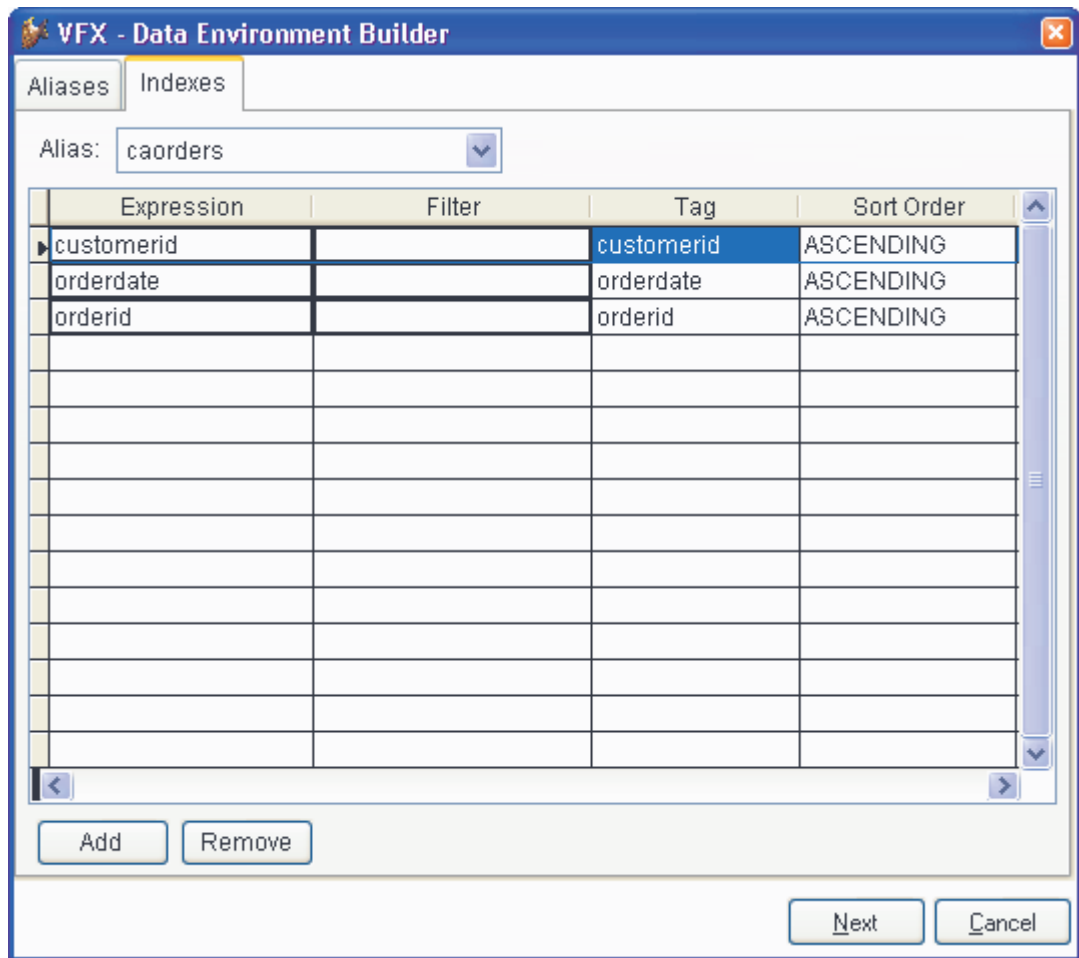 VFX - Data Environment Builder
Aliases Indexes
Alias: caorders
Expression Filter Tag Sort Order
customerid customerid ASCENDING
orderdate orderdate ASCENDING
orderid orderid ASCENDING
Add Remove
Next Cancel